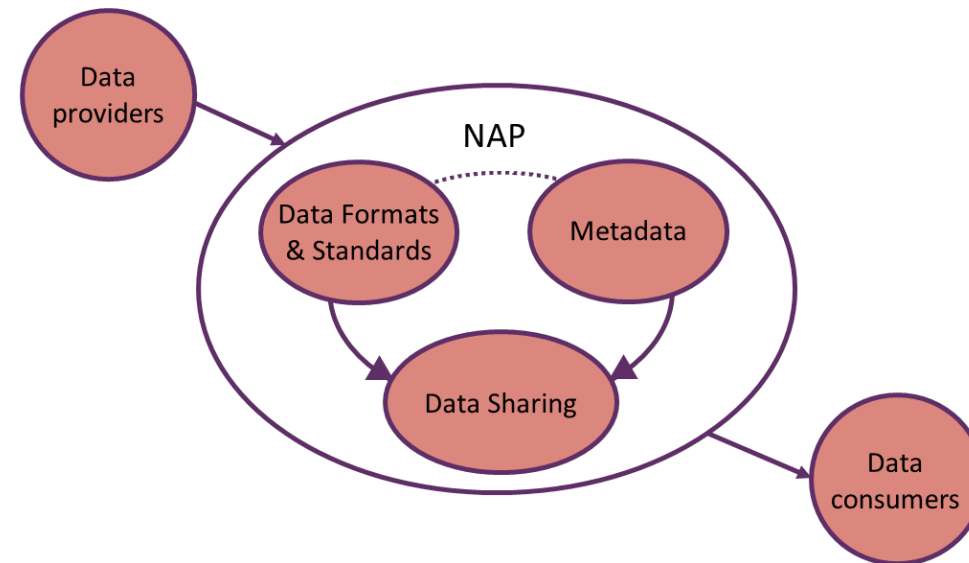 Data
providers
NAP
Data Formats
& Standards
Metadata
Data Sharing
Data
consumers